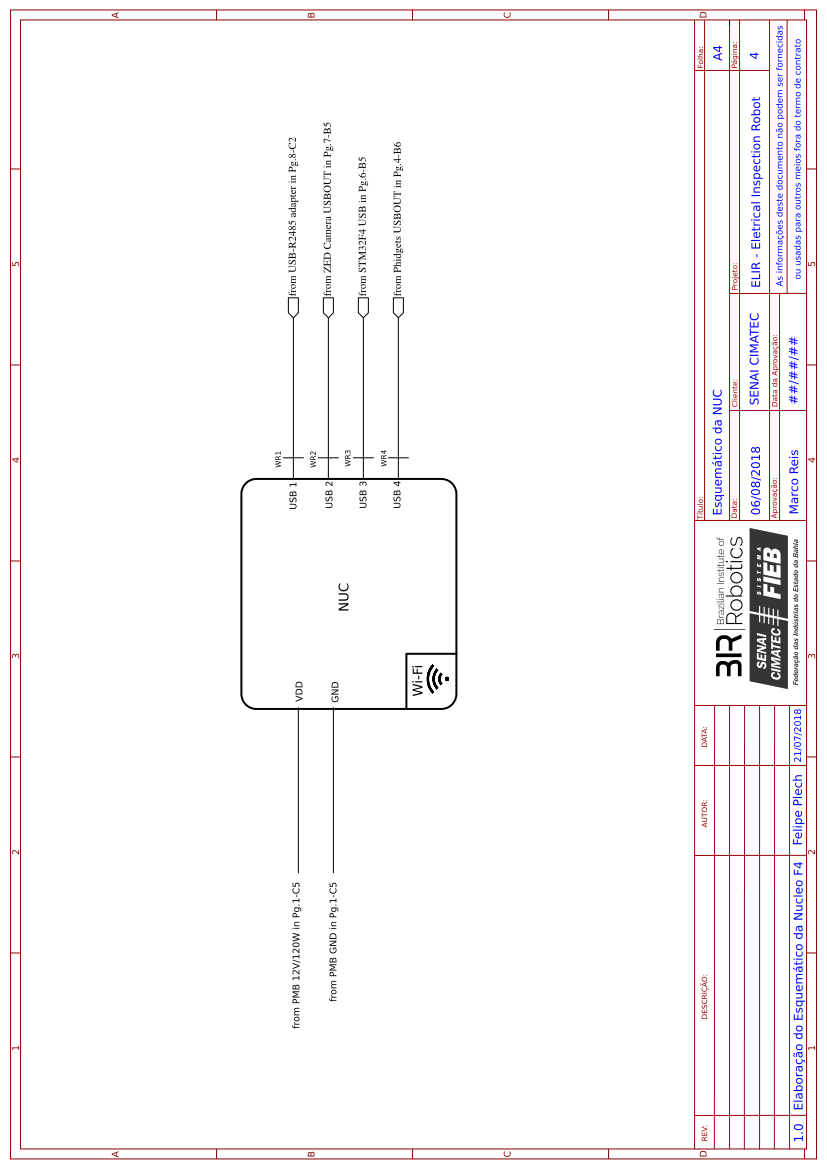 A
B
C
D
1
2
3
4
5
from USB-R2485 adapter in Pg.8-C2
from ZED Camera USBOUT in Pg.7-B5
from STM32F4 USB in Pg.6-B5
from Phidgets USBOUT in Pg.4-B6
WR1
WR2
WR3
WR4
USB 1
USB 2
USB 3
USB 4
NUC
Wi-Fi
VDD
GND
from PMB 12V/120W in Pg.1-C5
from PMB GND in Pg.1-C5
A
B
C
D
1
2
3
4
5
REV:
DESCRIÇÃO:
AUTOR:
DATA:
1.0
Elaboração do Esquemático da Nucleo F4
Felipe Plech
21/07/2018
BIR
Brazilian Institute of
Robotics
SENAI
CIMATEC
SISTEMA
FIEB
Federação das Indústrias do Estado da Bahia
Título:
Esquemático da NUC
Folha:
A4
Data:
06/08/2018
Cliente:
SENAI CIMATEC
Projeto:
ELIR - Eletrical Inspection Robot
Página:
4
Aprovação:
Marco Reis
Data da Aprovação:
##/##/##
As informações deste documento não podem ser fornecidas
ou usadas para outros meios fora do termo de contrato